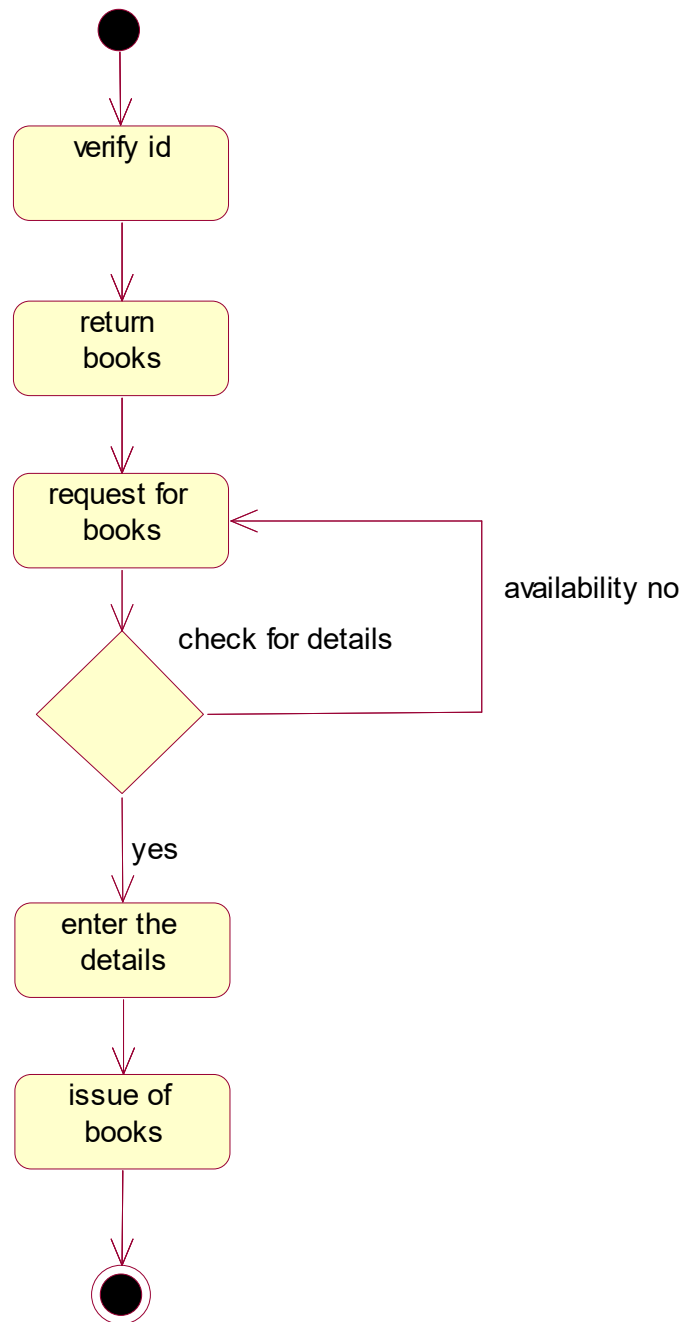 verify id
return
books
request for
books
availability no
check for details
yes
enter the
details
issue of
books